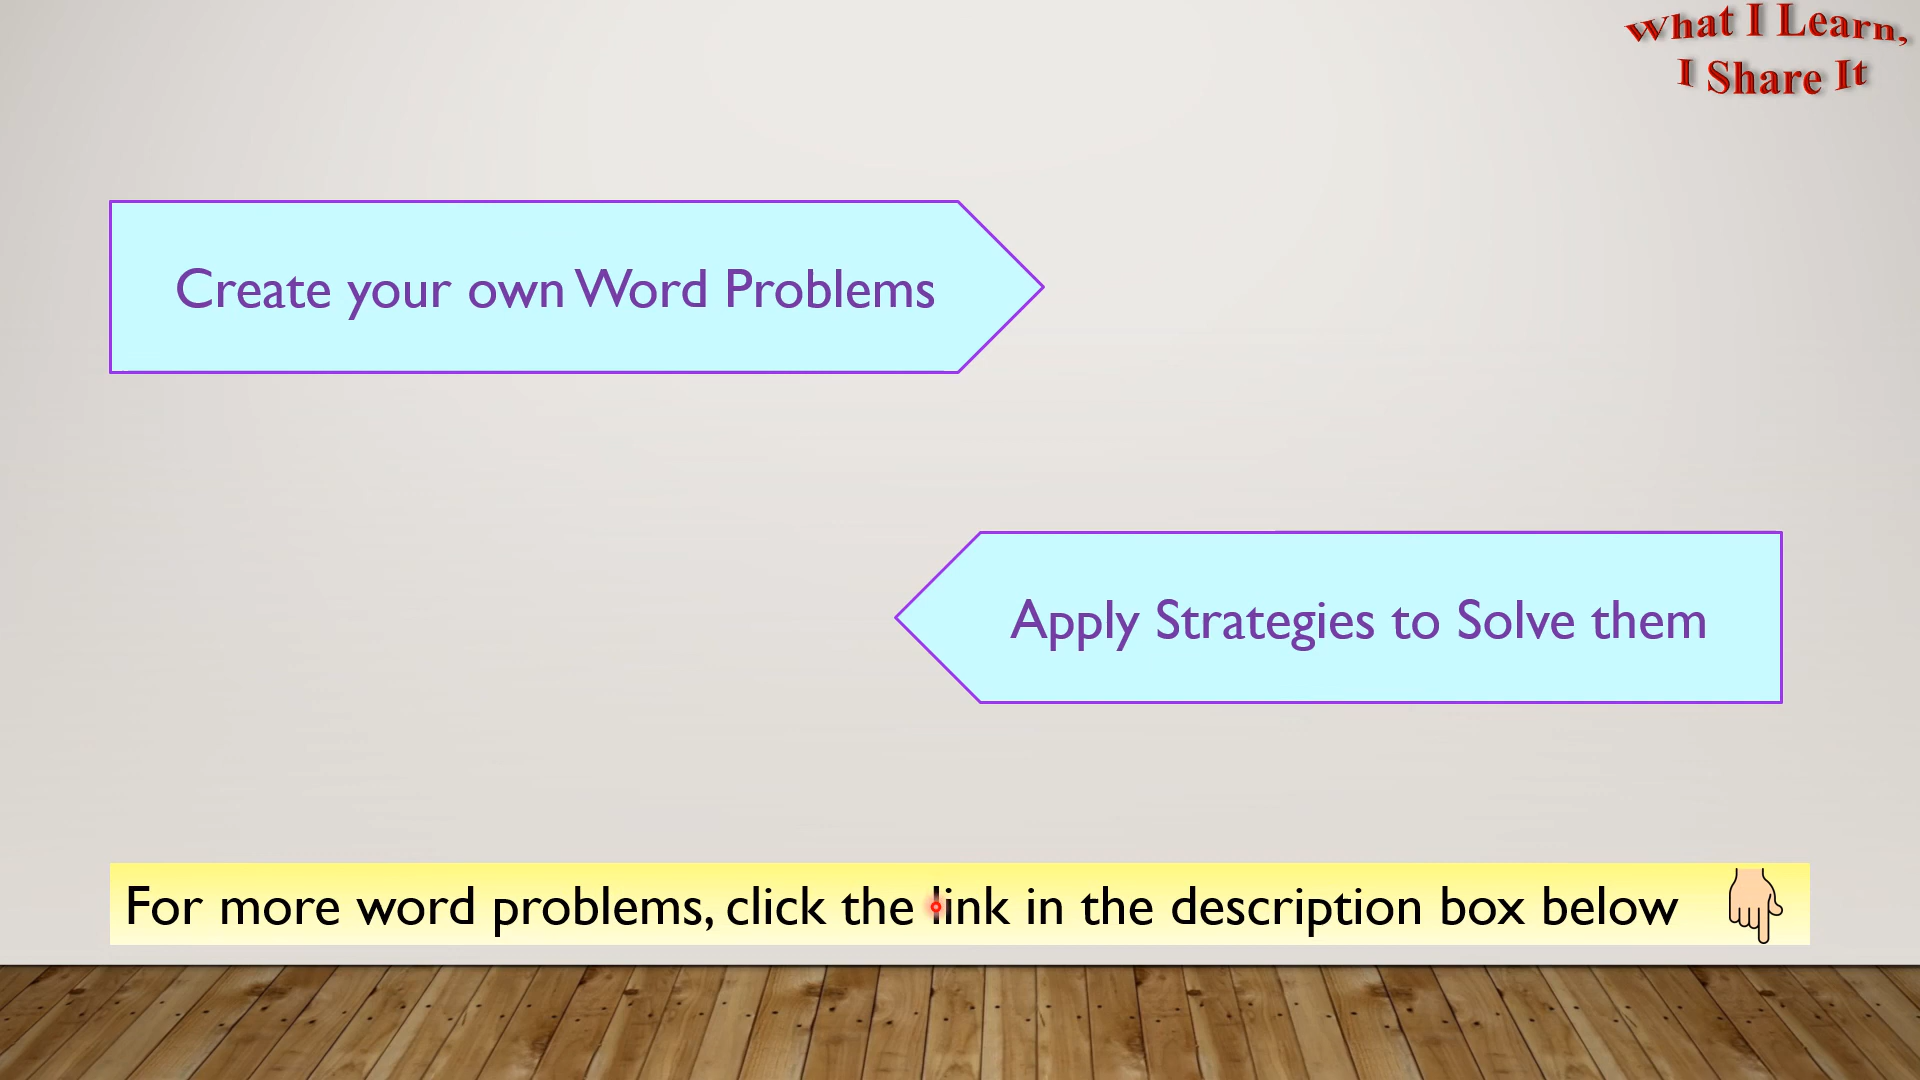 What I Learn,
I Share It
Create your own Word Problems
Apply Strategies to Solve them
For more word problems, click the link in the description box below